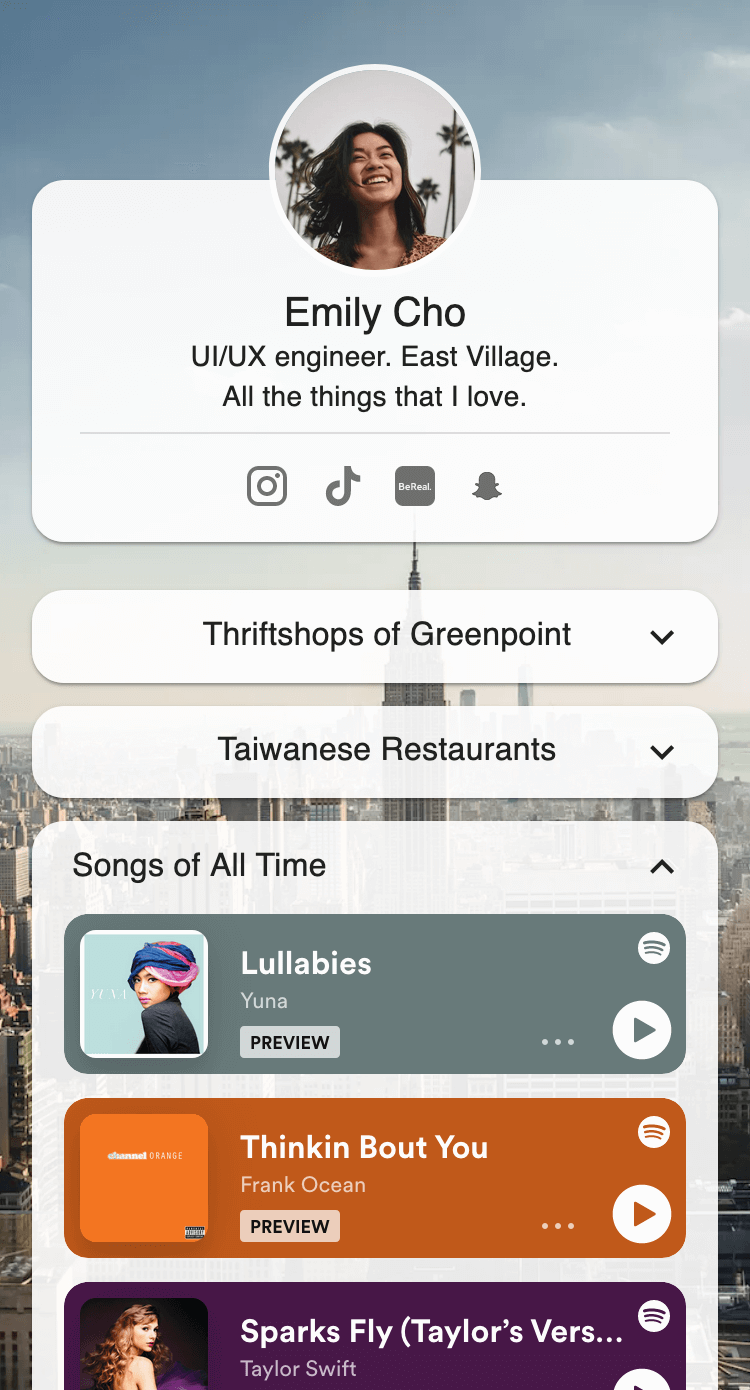 Emily Cho
UI/UX engineer. East Village.
All the things that I love.
BeReal.
Thriftshops of Greenpoint
Taiwanese Restaurants
Songs of All Time
YUNA
Lullabies
Yuna
PREVIEW
channel ORANGE
Thinkin Bout You
Frank Ocean
PREVIEW
Sparks Fly (Taylor’s Vers...
Taylor Swift